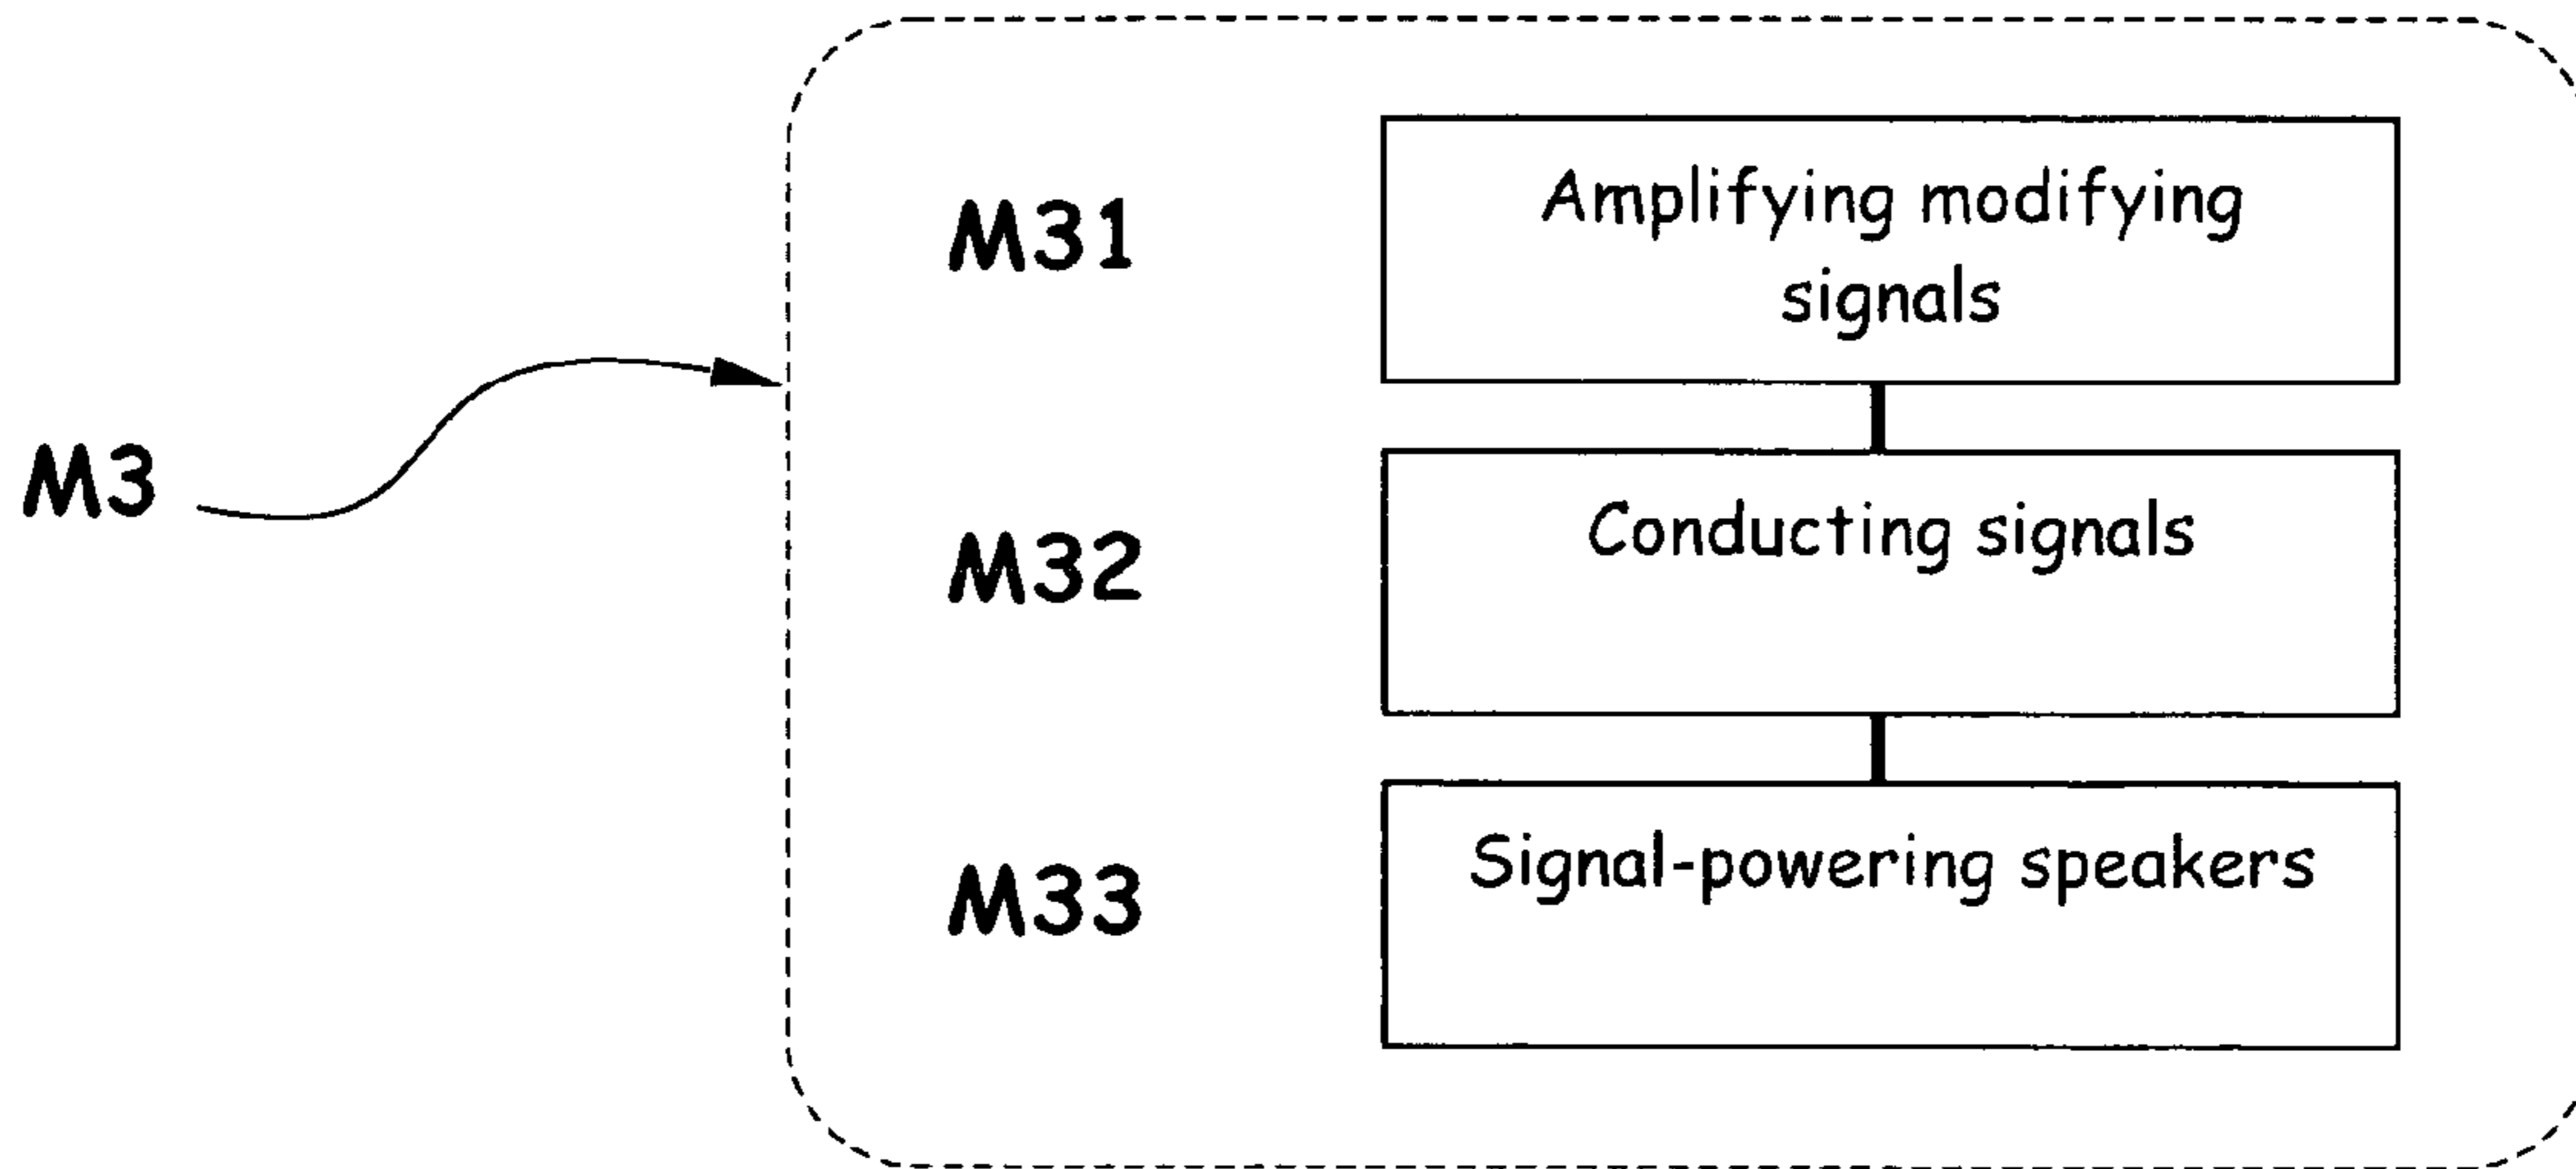 M31
Amplifying modifying
signals
M3
M32
Conducting signals
M33
Signal-powering speakers